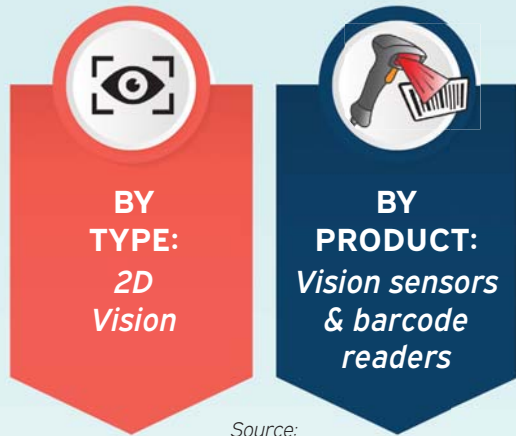 BY
TYPE:
2D
Vision
BY
PRODUCT:
Vision sensors
& barcode
readers
Source: